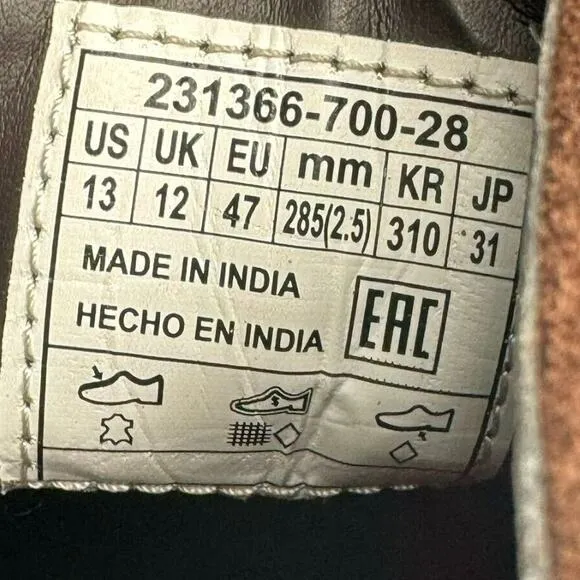 231366-700-28
US UK EU mm KR JP
13 12 47 285(2.5) 310 31
MADE IN INDIA
HECHO EN INDIA
EAC